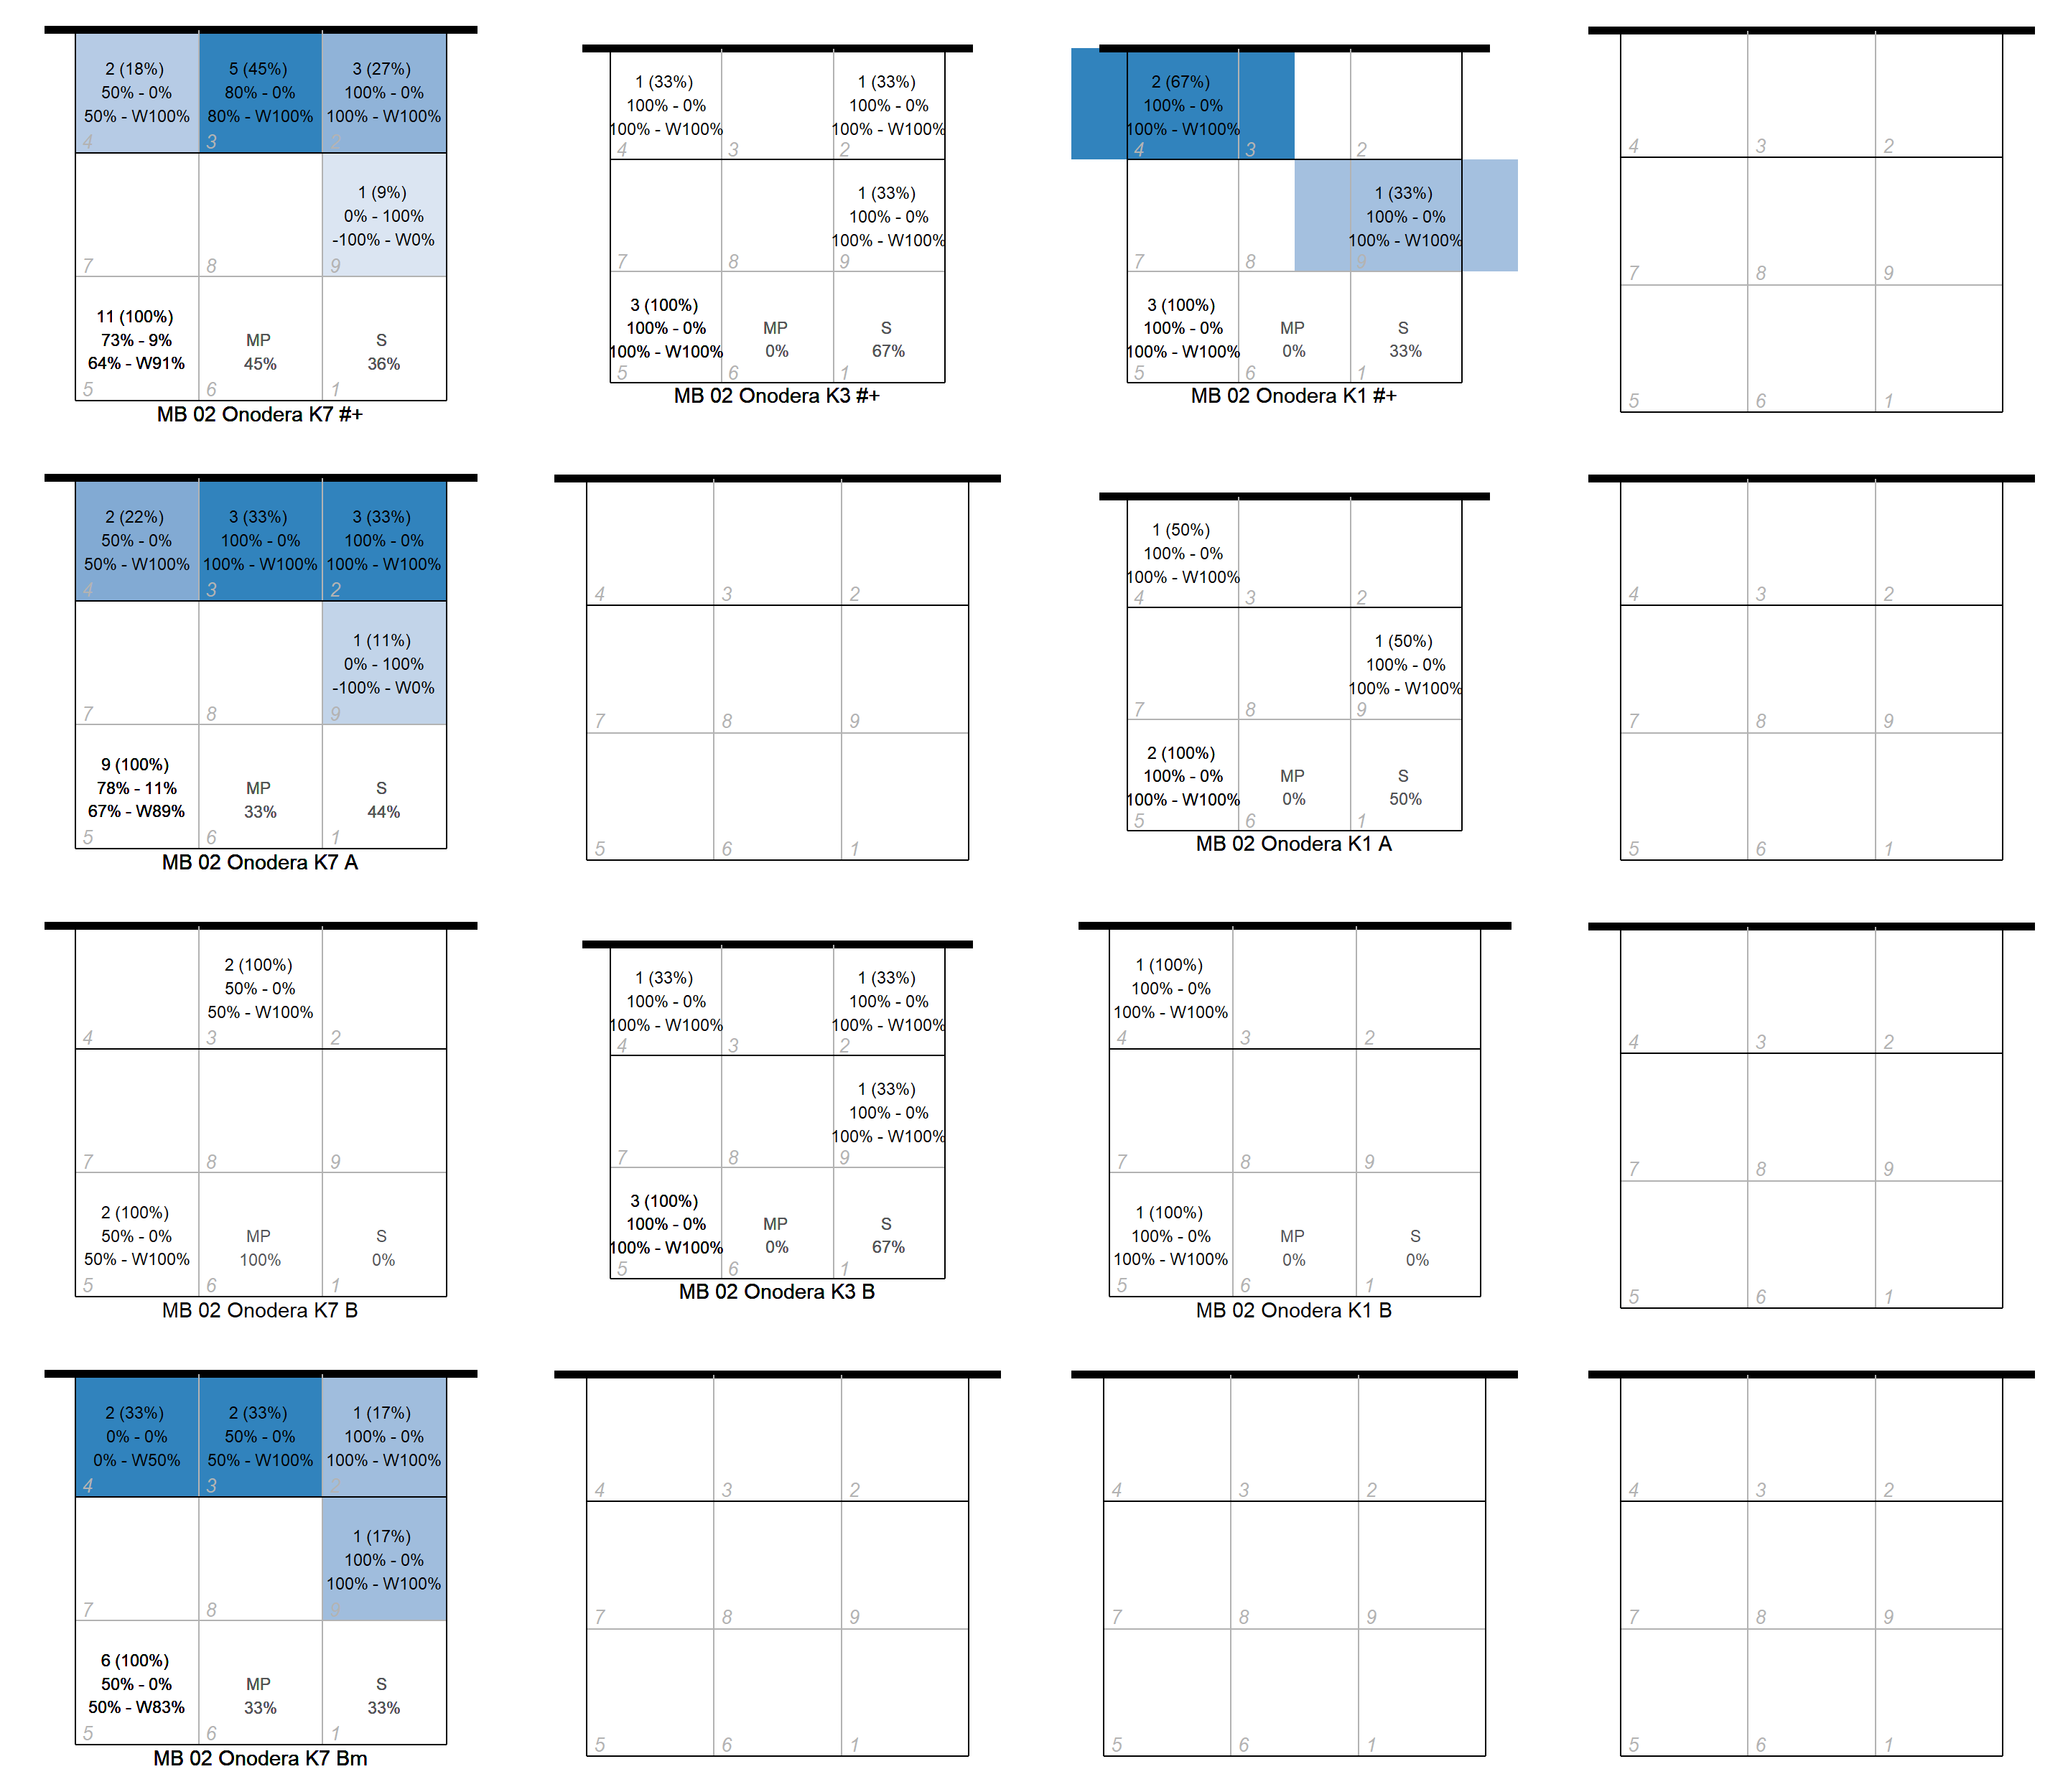 2 (18%)
50% - 0%
50% - W100%
4
5 (45%)
80% - 0%
80% - W100%
3
3 (27%)
100% - 0%
100% - W100%
2
7
8
1 (9%)
0% - 100%
-100% - W0%
9
11 (100%)
73% - 9%
64% - W91%
5
MP
45%
6
S
36%
1
MB 02 Onodera K7 #+
1 (33%)
100% - 0%
100% - W100%
4
3
1 (33%)
100% - 0%
100% - W100%
2
7
8
1 (33%)
100% - 0%
100% - W100%
9
3 (100%)
100% - 0%
100% - W100%
5
MP
0%
6
S
67%
1
MB 02 Onodera K3 #+
2 (67%)
100% - 0%
100% - W100%
4
3
2
7
8
1 (33%)
100% - 0%
100% - W100%
9
3 (100%)
100% - 0%
100% - W100%
5
MP
0%
6
S
33%
1
MB 02 Onodera K1 #+
4
3
2
7
8
9
5
6
1
2 (22%)
50% - 0%
50% - W100%
4
3 (33%)
100% - 0%
100% - W100%
3
3 (33%)
100% - 0%
100% - W100%
2
7
8
1 (11%)
0% - 100%
-100% - W0%
9
9 (100%)
78% - 11%
67% - W89%
5
MP
33%
6
S
44%
1
MB 02 Onodera K7 A
4
3
2
7
8
9
5
6
1
1 (50%)
100% - 0%
100% - W100%
4
3
2
7
8
1 (50%)
100% - 0%
100% - W100%
9
2 (100%)
100% - 0%
100% - W100%
5
MP
0%
6
S
50%
1
MB 02 Onodera K1 A
4
3
2
7
8
9
5
6
1
4
2 (100%)
50% - 0%
50% - W100%
3
2
7
8
9
2 (100%)
50% - 0%
50% - W100%
5
MP
100%
6
S
0%
1
MB 02 Onodera K7 B
1 (33%)
100% - 0%
100% - W100%
4
3
1 (33%)
100% - 0%
100% - W100%
2
7
8
1 (33%)
100% - 0%
100% - W100%
9
3 (100%)
100% - 0%
100% - W100%
5
MP
0%
6
S
67%
1
MB 02 Onodera K3 B
1 (100%)
100% - 0%
100% - W100%
4
3
2
7
8
9
1 (100%)
100% - 0%
100% - W100%
5
MP
0%
6
S
0%
1
MB 02 Onodera K1 B
4
3
2
7
8
9
5
6
1
2 (33%)
0% - 0%
0% - W50%
4
2 (33%)
50% - 0%
50% - W100%
3
1 (17%)
100% - 0%
100% - W100%
2
7
8
1 (17%)
100% - 0%
100% - W100%
9
6 (100%)
50% - 0%
50% - W83%
5
MP
33%
6
S
33%
1
MB 02 Onodera K7 Bm
4
3
2
7
8
9
5
6
1
4
3
2
7
8
9
5
6
1
4
3
2
7
8
9
5
6
1